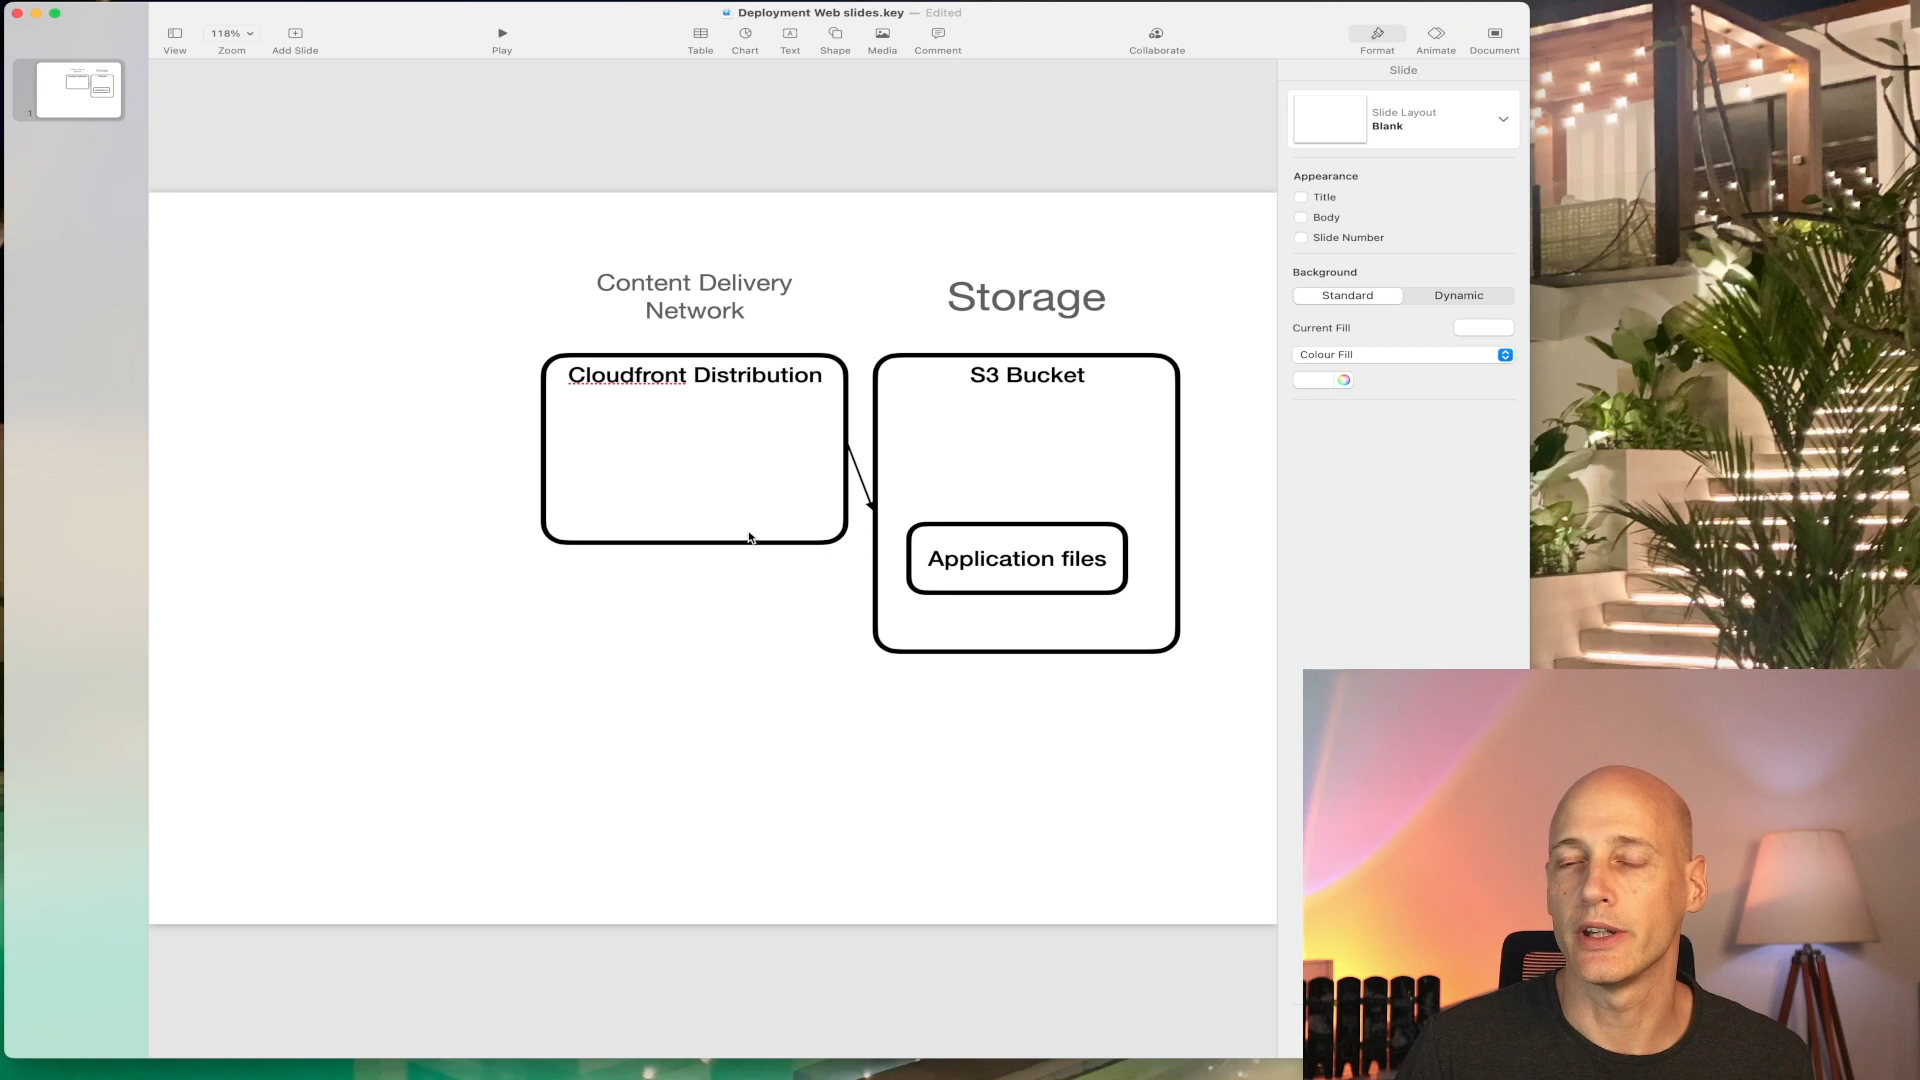 Deployment Web slides.key — Edited
118%
View
Zoom
Add Slide
Play
Table
Chart
Text
Shape
Media
Comment
Collaborate
Format
Animate
Document
1
Slide
Slide Layout
Blank
Appearance
Title
Body
Slide Number
Background
Standard
Dynamic
Current Fill
Colour Fill
Content Delivery
Network
Storage
Cloudfront Distribution
S3 Bucket
Application files